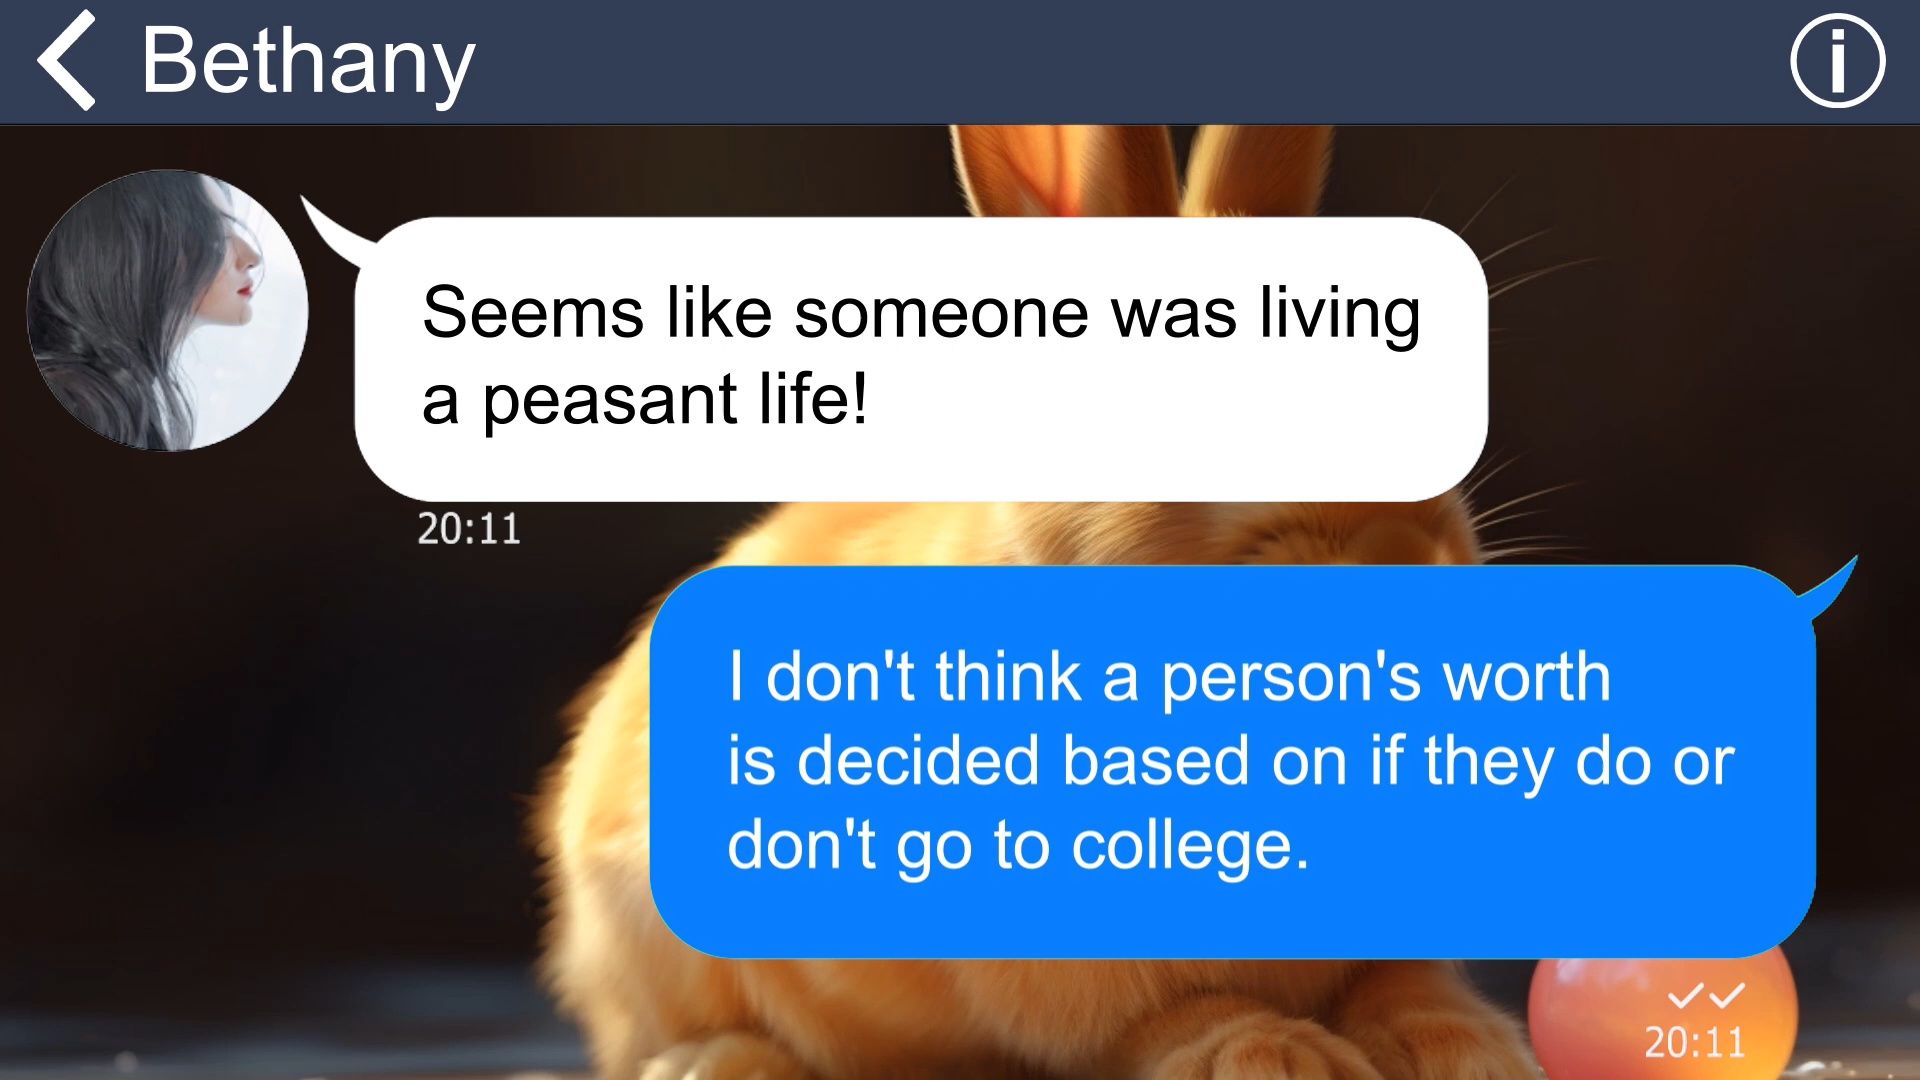 Bethany
Seems like someone was living
a peasant life!
20:11
I don't think a person's worth
is decided based on if they do or
don't go to college.
20:11